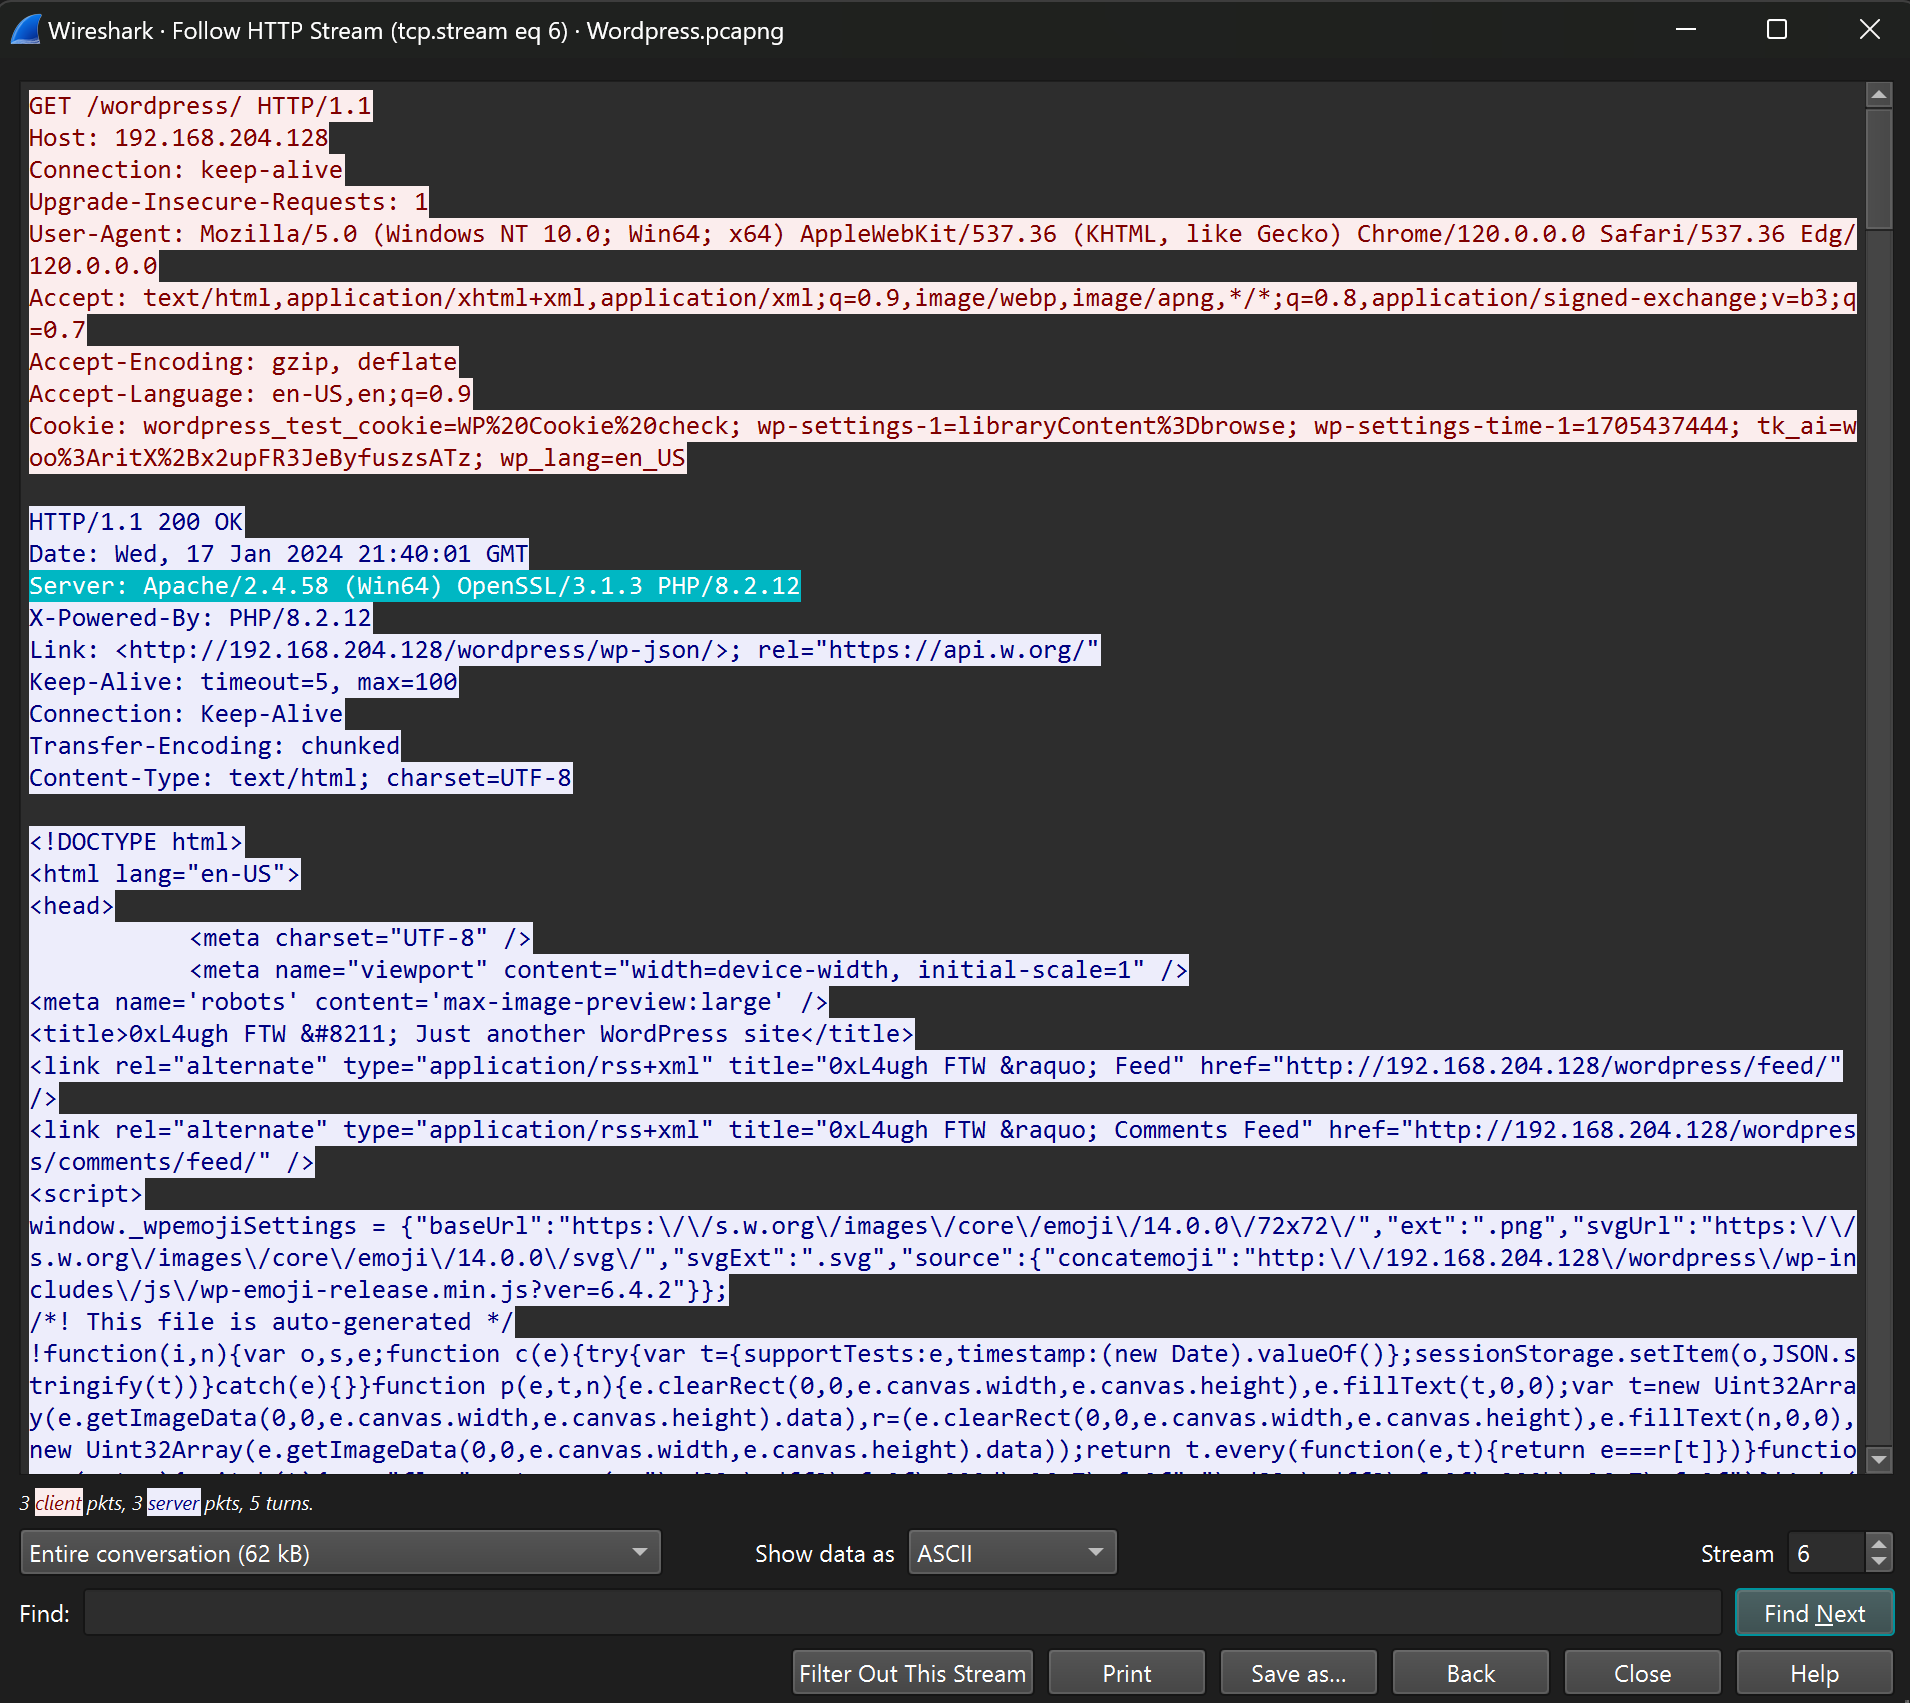 Wireshark · Follow HTTP Stream (tcp.stream eq 6) · Wordpress.pcapng
GET /wordpress/ HTTP/1.1
Host: 192.168.204.128
Connection: keep-alive
Upgrade-Insecure-Requests: 1
User-Agent: Mozilla/5.0 (Windows NT 10.0; Win64; x64) AppleWebKit/537.36 (KHTML, like Gecko) Chrome/120.0.0.0 Safari/537.36 Edg/
120.0.0.0
Accept: text/html,application/xhtml+xml,application/xml;q=0.9,image/webp,image/apng,*/*;q=0.8,application/signed-exchange;v=b3;q
=0.7
Accept-Encoding: gzip, deflate
Accept-Language: en-US,en;q=0.9
Cookie: wordpress_test_cookie=WP%20Cookie%20check; wp-settings-1=libraryContent%3Dbrowse; wp-settings-time-1=1705437444; tk_ai=w
oo%3AritX%2Bx2upFR3JeByfuszsATz; wp_lang=en_US
HTTP/1.1 200 OK
Date: Wed, 17 Jan 2024 21:40:01 GMT
Server: Apache/2.4.58 (Win64) OpenSSL/3.1.3 PHP/8.2.12
X-Powered-By: PHP/8.2.12
Link: <http://192.168.204.128/wordpress/wp-json/>; rel="https://api.w.org/"
Keep-Alive: timeout=5, max=100
Connection: Keep-Alive
Transfer-Encoding: chunked
Content-Type: text/html; charset=UTF-8
<!DOCTYPE html>
<html lang="en-US">
<head>
<meta charset="UTF-8" />
<meta name="viewport" content="width=device-width, initial-scale=1" />
<meta name='robots' content='max-image-preview:large' />
<title>0xL4ugh FTW &#8211; Just another WordPress site</title>
<link rel="alternate" type="application/rss+xml" title="0xL4ugh FTW &raquo; Feed" href="http://192.168.204.128/wordpress/feed/"
/>
<link rel="alternate" type="application/rss+xml" title="0xL4ugh FTW &raquo; Comments Feed" href="http://192.168.204.128/wordpres
s/comments/feed/" />
<script>
window._wpemojiSettings = {"baseUrl":"https:\/\/s.w.org\/images\/core\/emoji\/14.0.0\/72x72\/","ext":".png","svgUrl":"https:\/\/
s.w.org\/images\/core\/emoji\/14.0.0\/svg\/","svgExt":".svg","source":{"concatemoji":"http:\/\/192.168.204.128\/wordpress\/wp-in
cludes\/js\/wp-emoji-release.min.js?ver=6.4.2"}};
/*! This file is auto-generated */
!function(i,n){var o,s,e;function c(e){try{var t={supportTests:e,timestamp:(new Date).valueOf()};sessionStorage.setItem(o,JSON.s
tringify(t))}catch(e){}}function p(e,t,n){e.clearRect(0,0,e.canvas.width,e.canvas.height),e.fillText(t,0,0);var t=new Uint32Arra
y(e.getImageData(0,0,e.canvas.width,e.canvas.height).data),r=(e.clearRect(0,0,e.canvas.width,e.canvas.height),e.fillText(n,0,0),
new Uint32Array(e.getImageData(0,0,e.canvas.width,e.canvas.height).data));return t.every(function(e,t){return e===r[t]})}functio
3 client pkts, 3 server pkts, 5 turns.
Entire conversation (62 kB) Show data as ASCII Stream 6
Find: Find Next
Filter Out This Stream Print Save as... Back Close Help